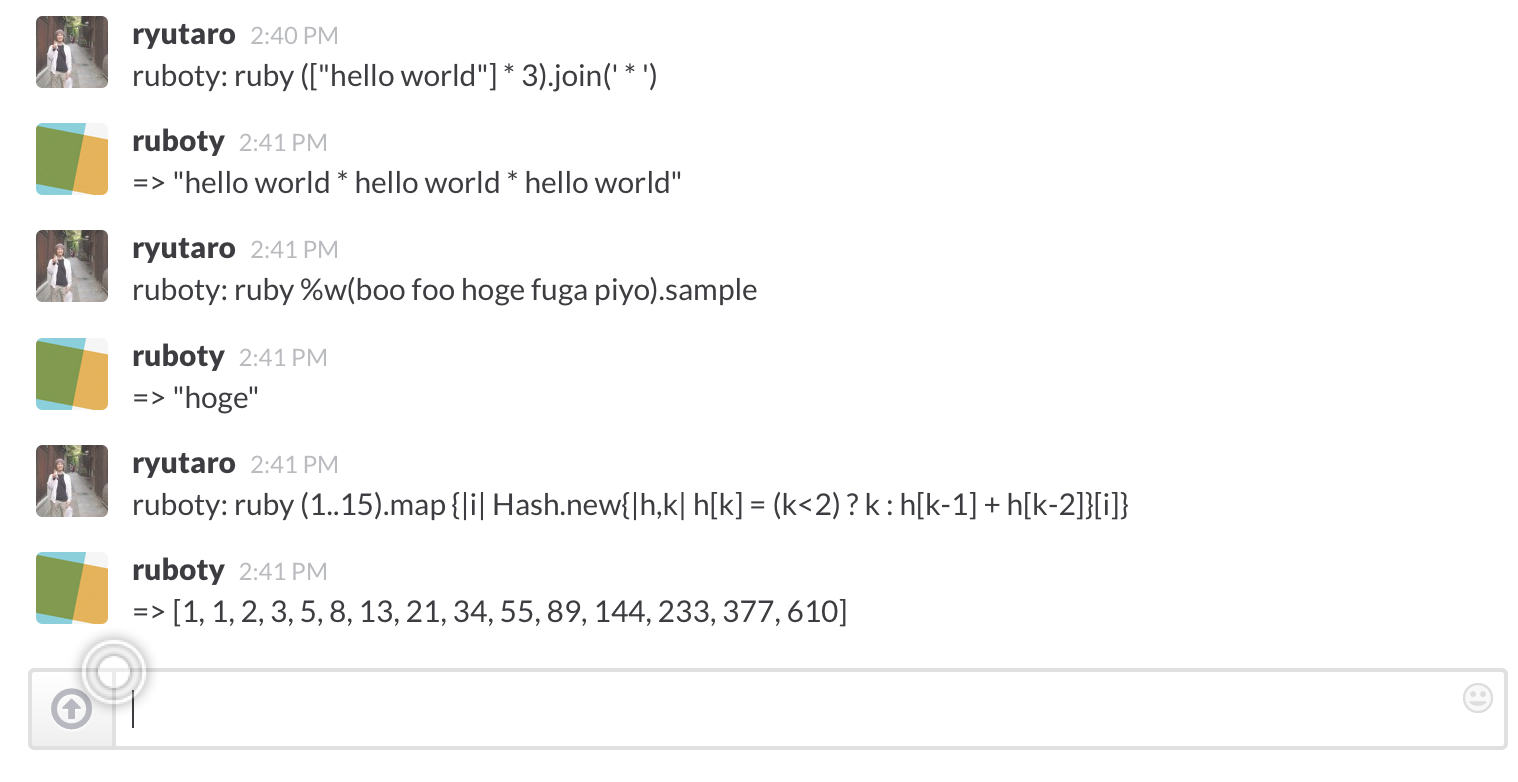 ryutaro 2:40 PM
ruboty: ruby (["hello world"] * 3).join(' * ')
ruboty 2:41 PM
=> "hello world * hello world * hello world"
ryutaro 2:41 PM
ruboty: ruby %w(boo foo hoge fuga piyo).sample
ruboty 2:41 PM
=> "hoge"
ryutaro 2:41 PM
ruboty: ruby (1..15).map {|i| Hash.new{|h,k| h[k] = (k<2) ? k : h[k-1] + h[k-2]}[i]}
ruboty 2:41 PM
=> [1, 1, 2, 3, 5, 8, 13, 21, 34, 55, 89, 144, 233, 377, 610]